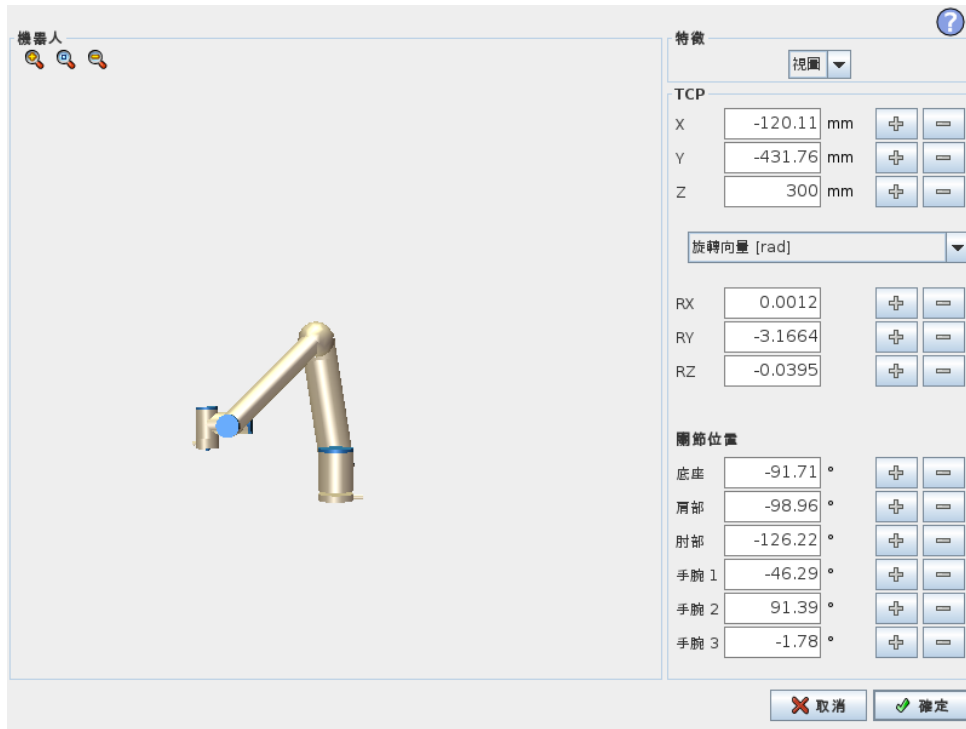 機器人
特徵
?
視圖
TCP
X -120.11 mm
Y -431.76 mm
Z 300 mm
旋轉向量 [rad]
RX 0.0012
RY -3.1664
RZ -0.0395
關節位置
底座 -91.71 °
肩部 -98.96 °
肘部 -126.22 °
手腕 1 -46.29 °
手腕 2 91.39 °
手腕 3 -1.78 °
取消 確定